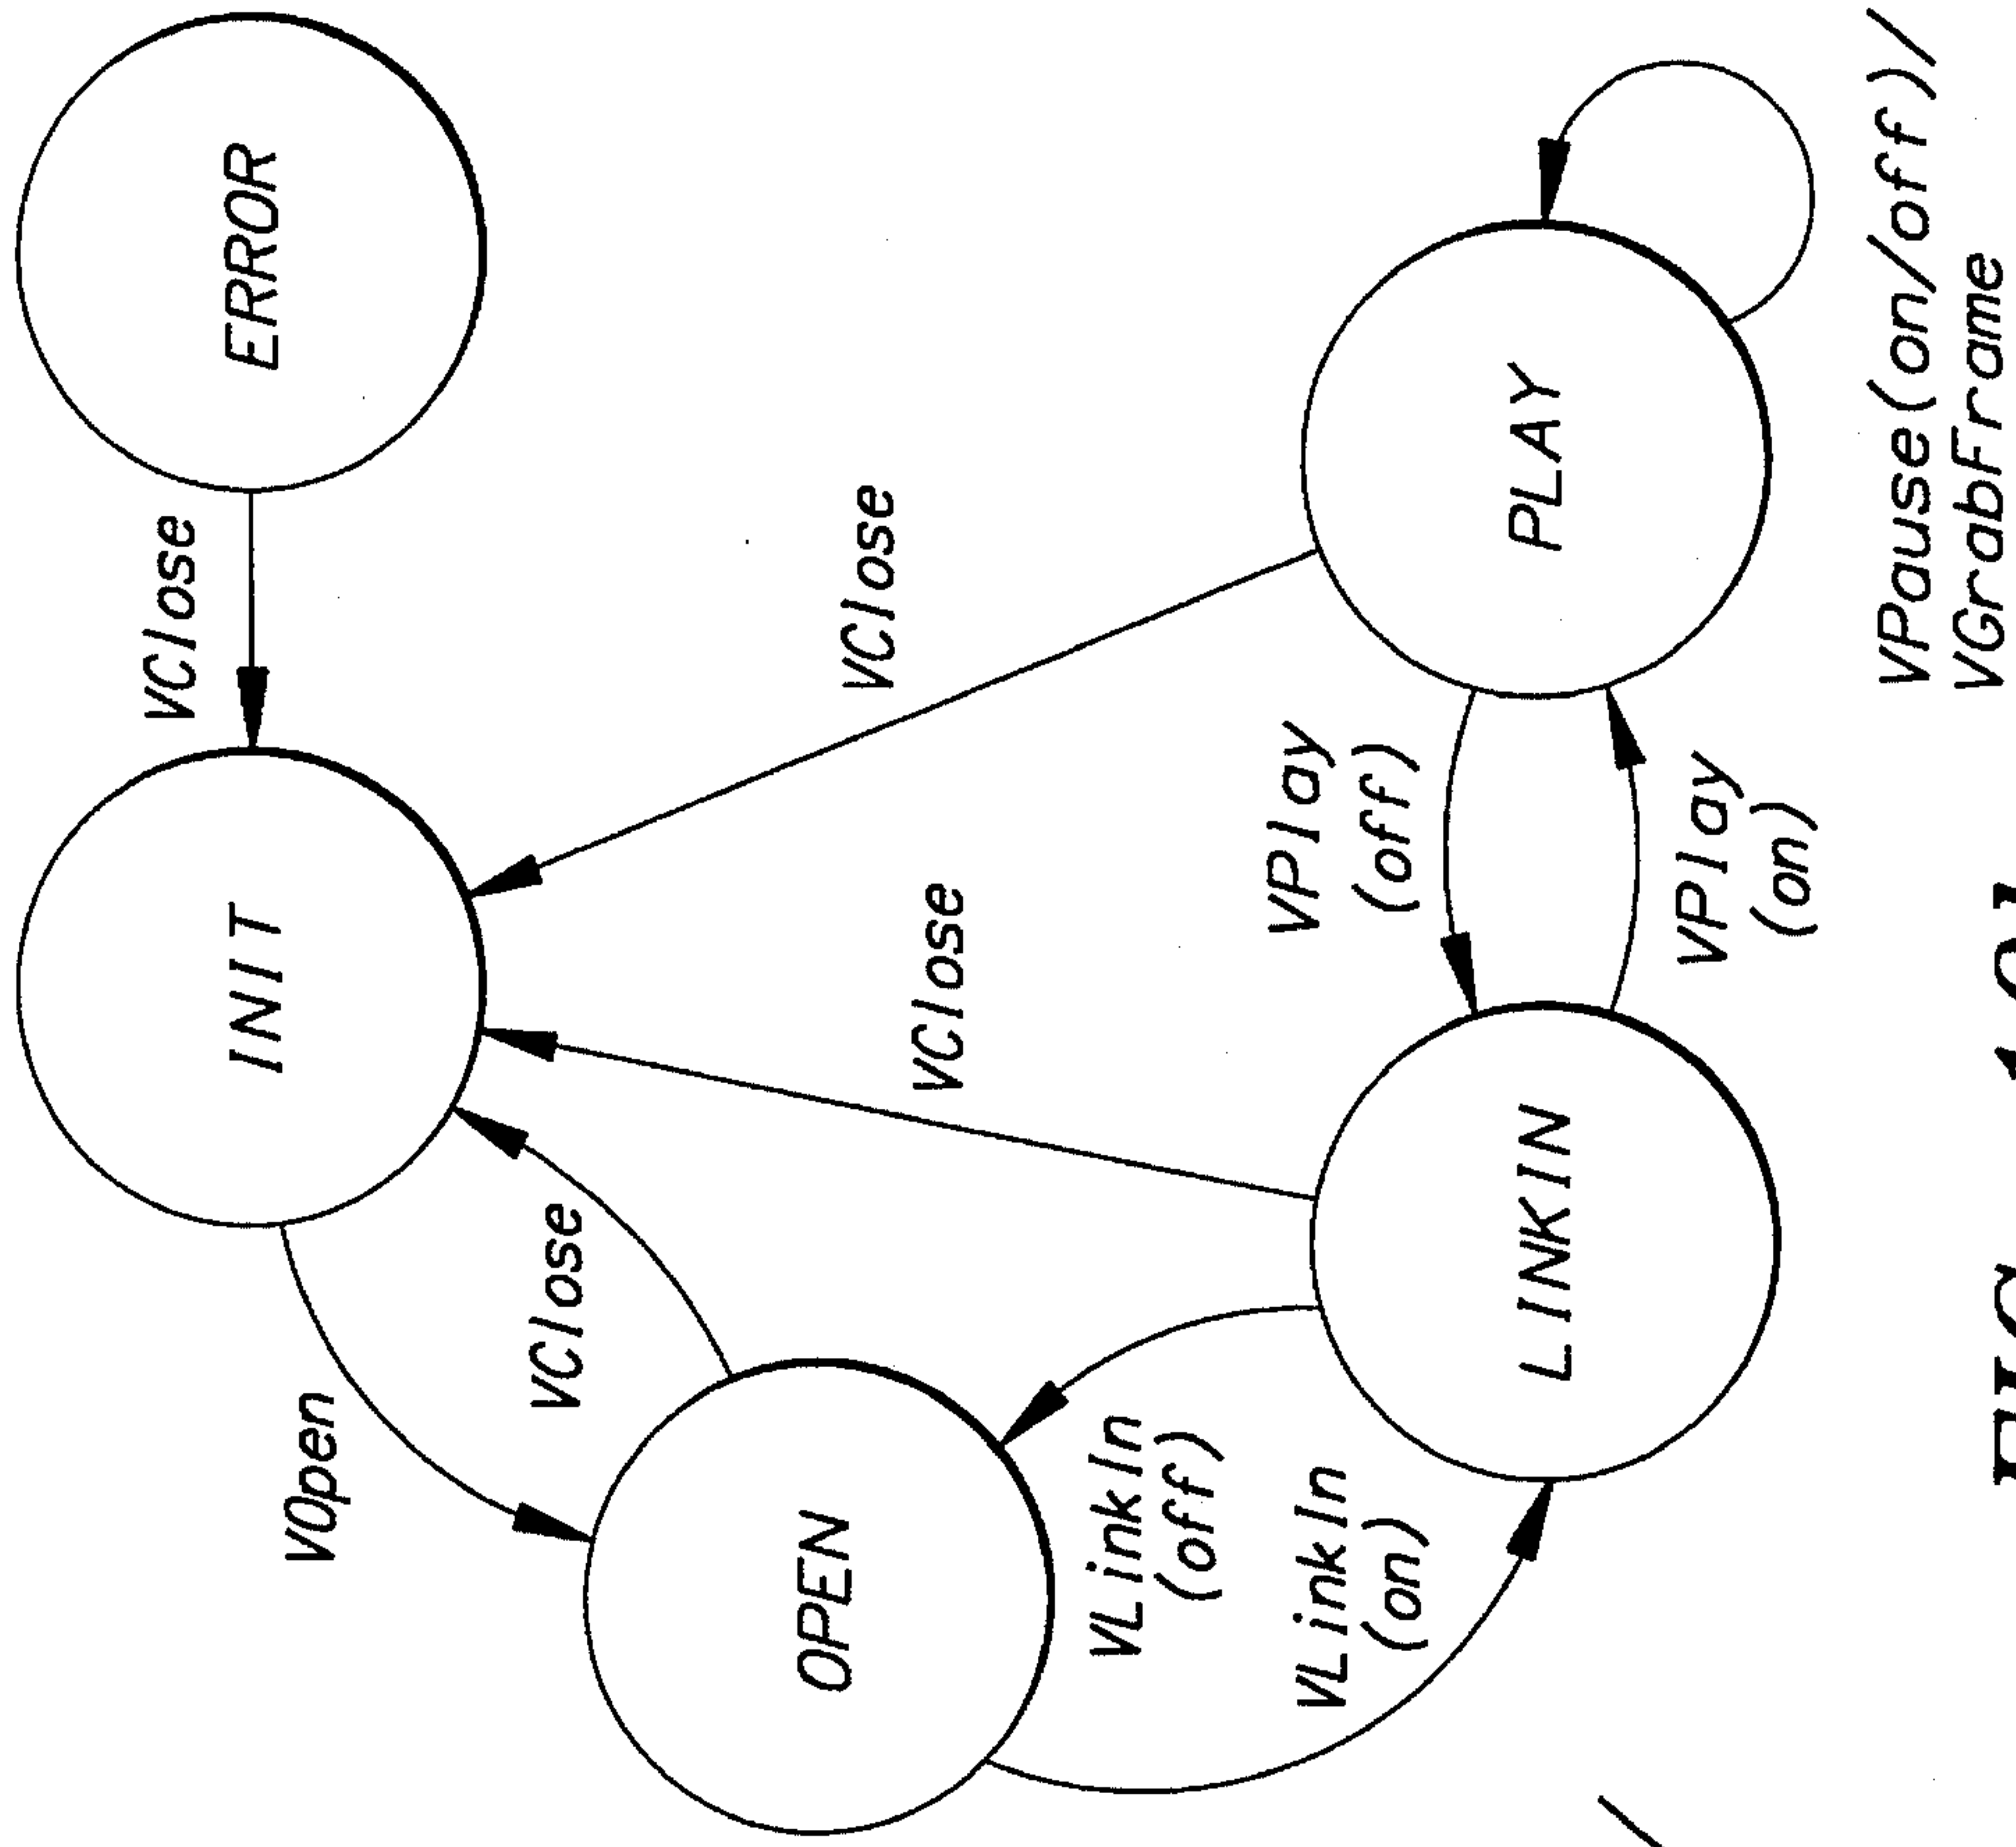 VClose
INIT
ERROR
VOpen
VClose
OPEN
VClose
VClose
VLinkIn
(off)
VPlay
(off)
VLinkIn
(on)
LINKIN
PLAY
VPlay
(on)
VPause(on/off)/
VGrabFrame